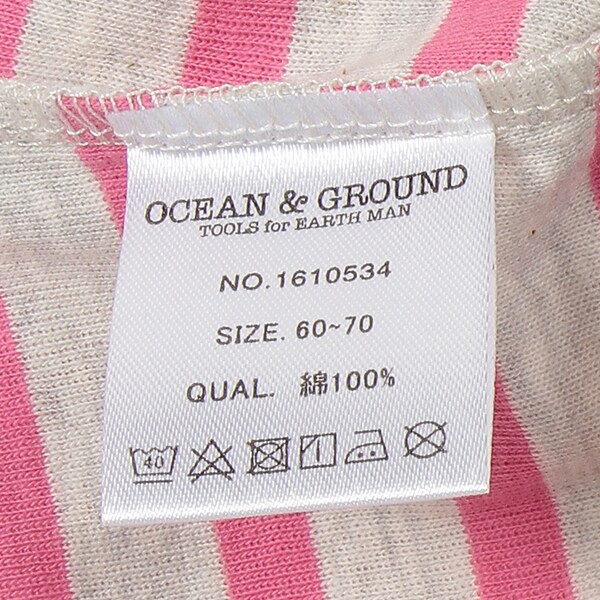 OCEAN & GROUND
TOOLS for EARTH MAN
NO.1610534
SIZE. 60~70
QUAL. 綿100%
40